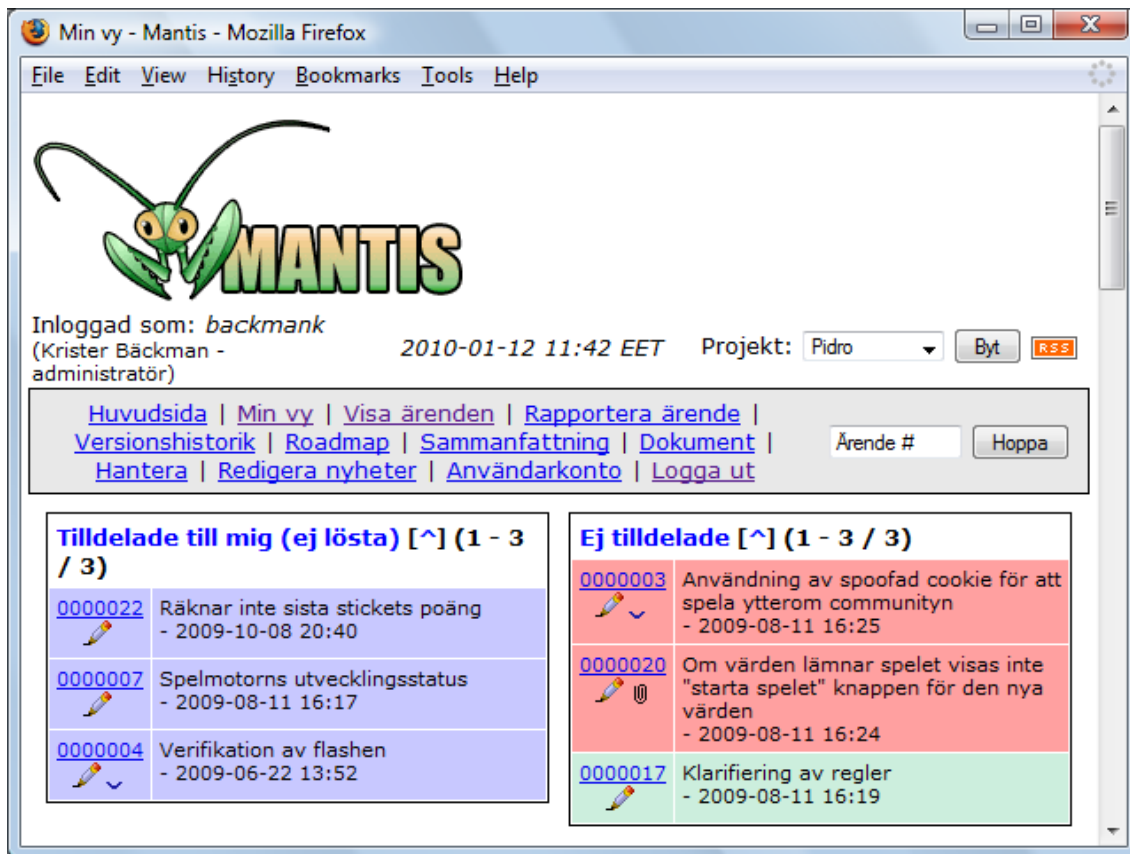 Min vy - Mantis - Mozilla Firefox
File Edit View History Bookmarks Tools Help
MANTIS
Inloggad som: backmank
(Krister Bäckman -
administratör)
2010-01-12 11:42 EET
Projekt: Pidro Byt RSS
Huvudsida | Min vy | Visa ärenden | Rapportera ärende |
Versionshistorik | Roadmap | Sammanfattning | Dokument |
Hantera | Redigera nyheter | Användarkonto | Logga ut
Ärende # Hoppa
Tilldelade till mig (ej lösta) [^] (1 - 3
/ 3)
0000022 Räknar inte sista stickets poäng
- 2009-10-08 20:40
0000007 Spelmotorns utvecklingsstatus
- 2009-08-11 16:17
0000004 Verifikation av flashen
- 2009-06-22 13:52
Ej tilldelade [^] (1 - 3 / 3)
0000003 Användning av spoofad cookie för att
spela ytterom communityn
- 2009-08-11 16:25
0000020 Om värden lämnar spelet visas inte
"starta spelet" knappen för den nya
värden
- 2009-08-11 16:24
0000017 Klarifiering av regler
- 2009-08-11 16:19